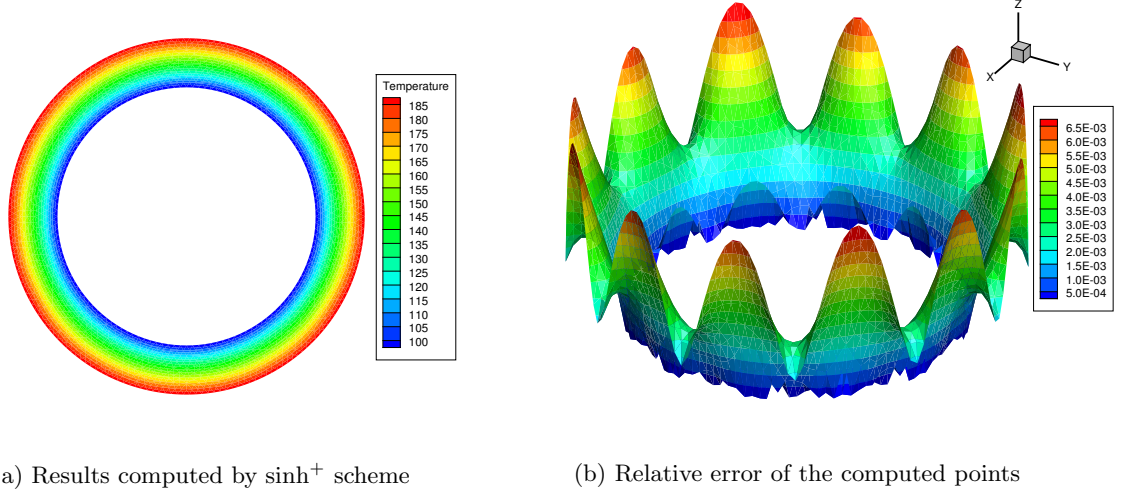 Temperature
185
180
175
170
165
160
155
150
145
140
135
130
125
120
115
110
105
100
Z
X
Y
6.5E-03
6.0E-03
5.5E-03
5.0E-03
4.5E-03
4.0E-03
3.5E-03
3.0E-03
2.5E-03
2.0E-03
1.5E-03
1.0E-03
5.0E-04
a) Results computed by sinh⁺ scheme
(b) Relative error of the computed points